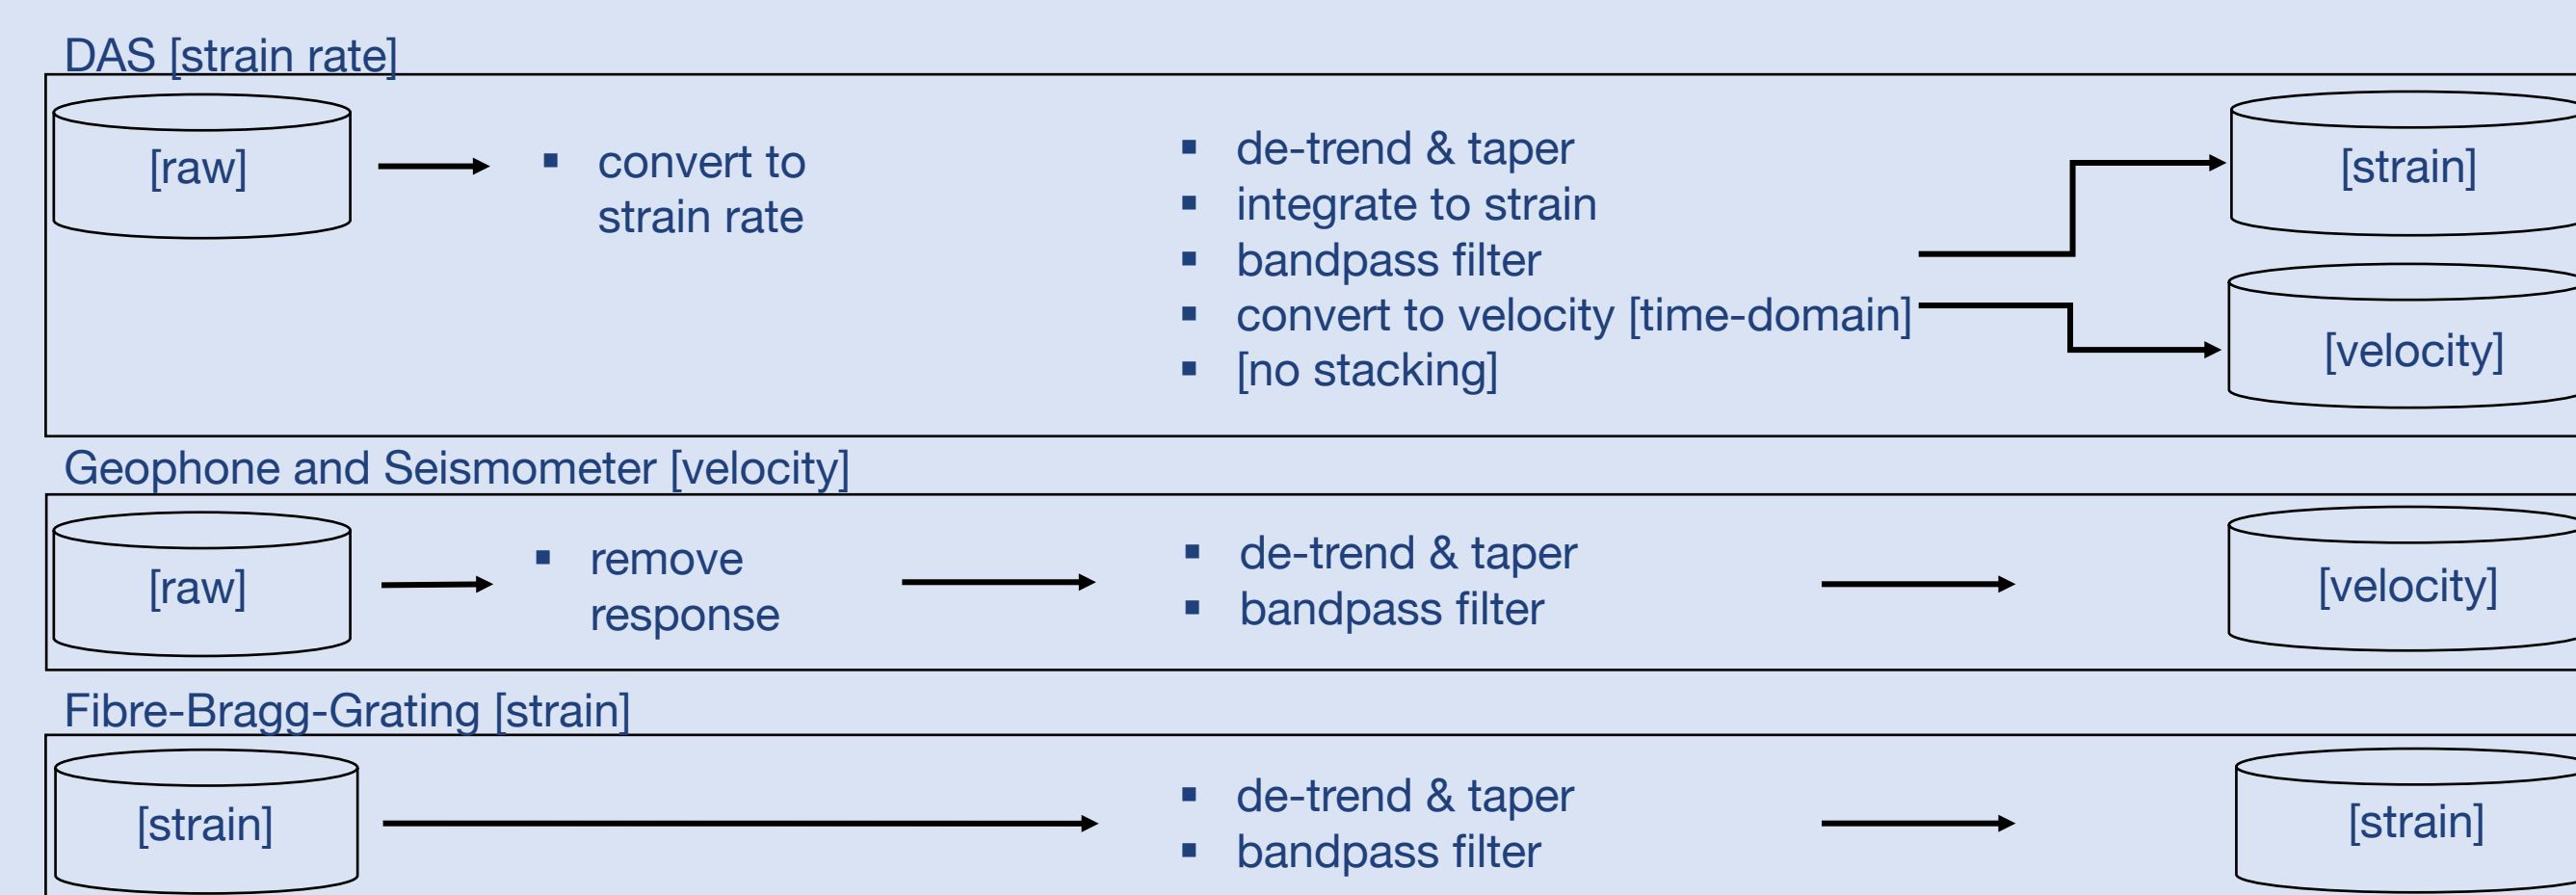 DAS [strain rate]
[raw]
▪ convert to
strain rate
▪ de-trend & taper
▪ integrate to strain
▪ bandpass filter
▪ convert to velocity [time-domain]
▪ [no stacking]
[strain]
[velocity]
Geophone and Seismometer [velocity]
[raw]
▪ remove
response
▪ de-trend & taper
▪ bandpass filter
[velocity]
Fibre-Bragg-Grating [strain]
[strain]
▪ de-trend & taper
▪ bandpass filter
[strain]